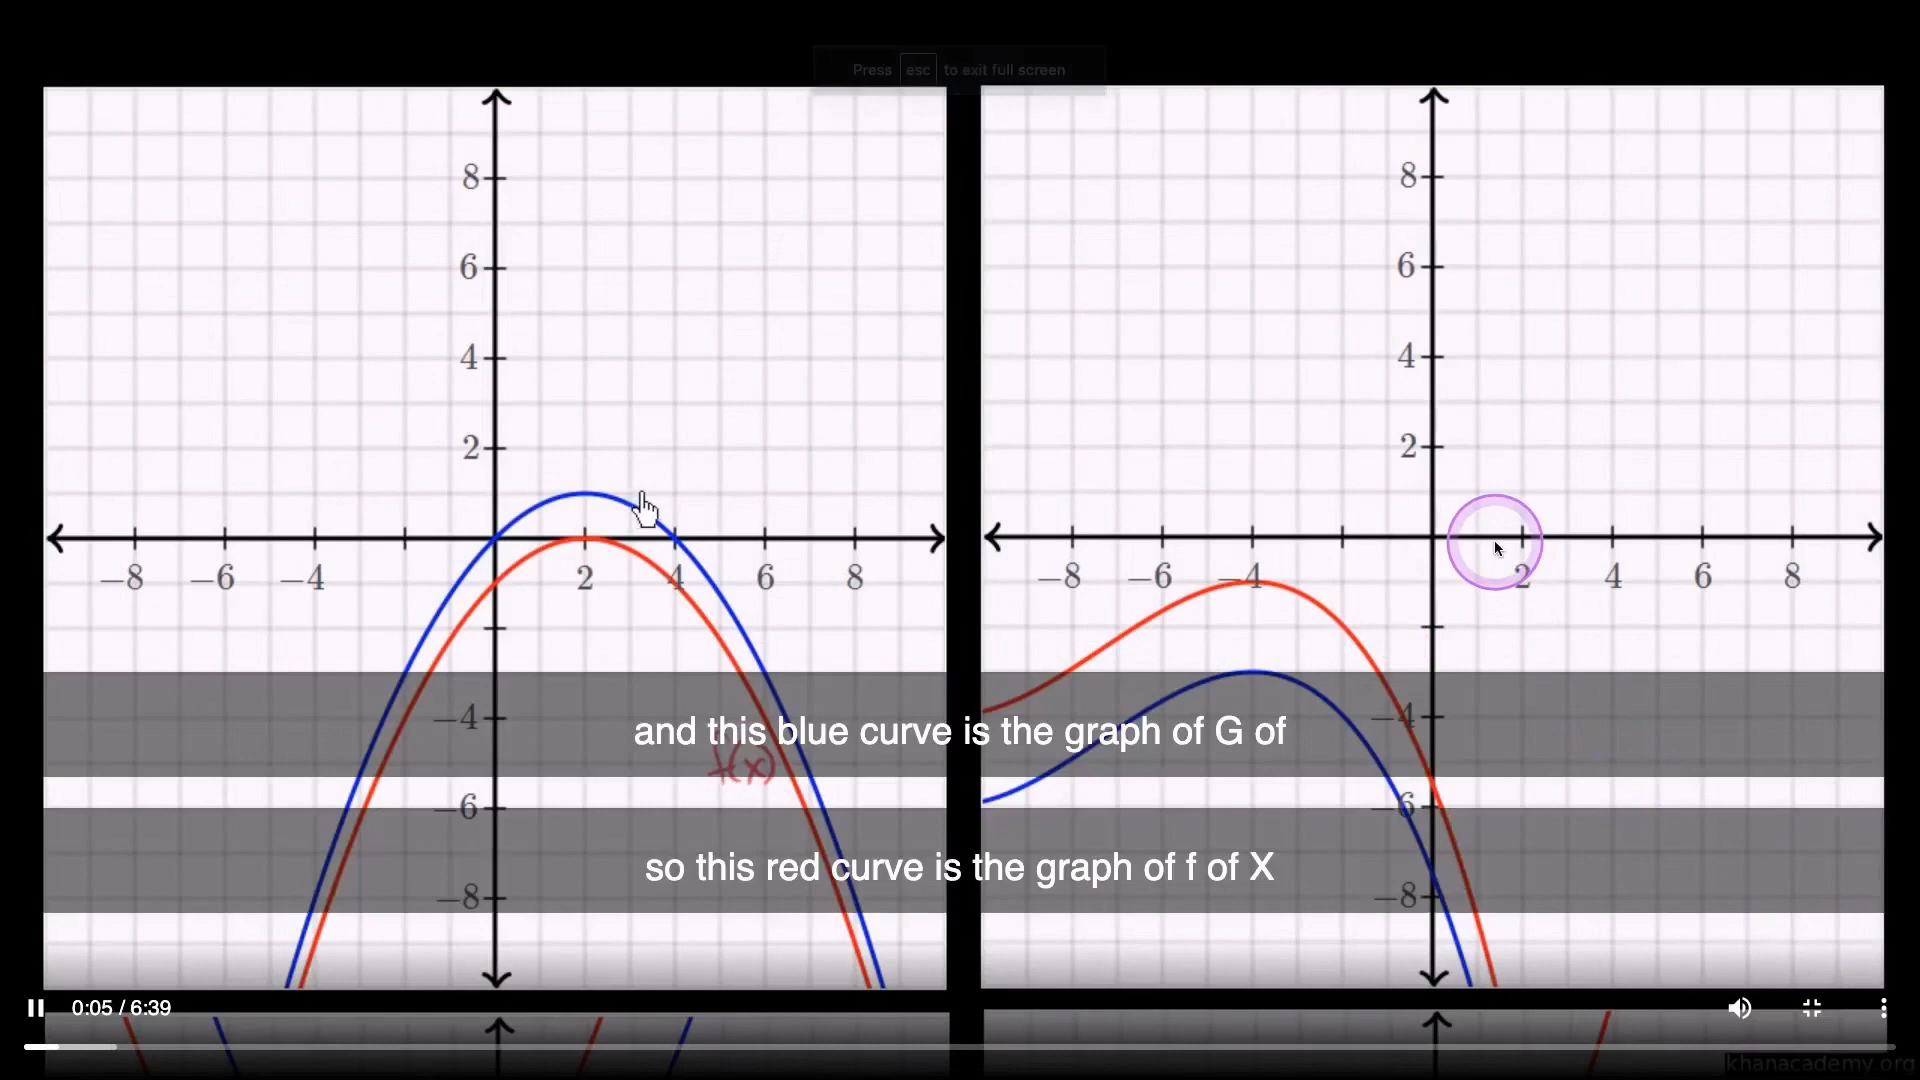 Press esc to exit full screen
8 8
6 6
4 4
2 2
−8 −6 −4 2 4 6 8 −8 −6 −4 2 4 6 8
−4 −4
and this blue curve is the graph of G of
f(x)
−6 −6
so this red curve is the graph of f of X
−8 −8
0:05 / 6:39
khanacademy.org